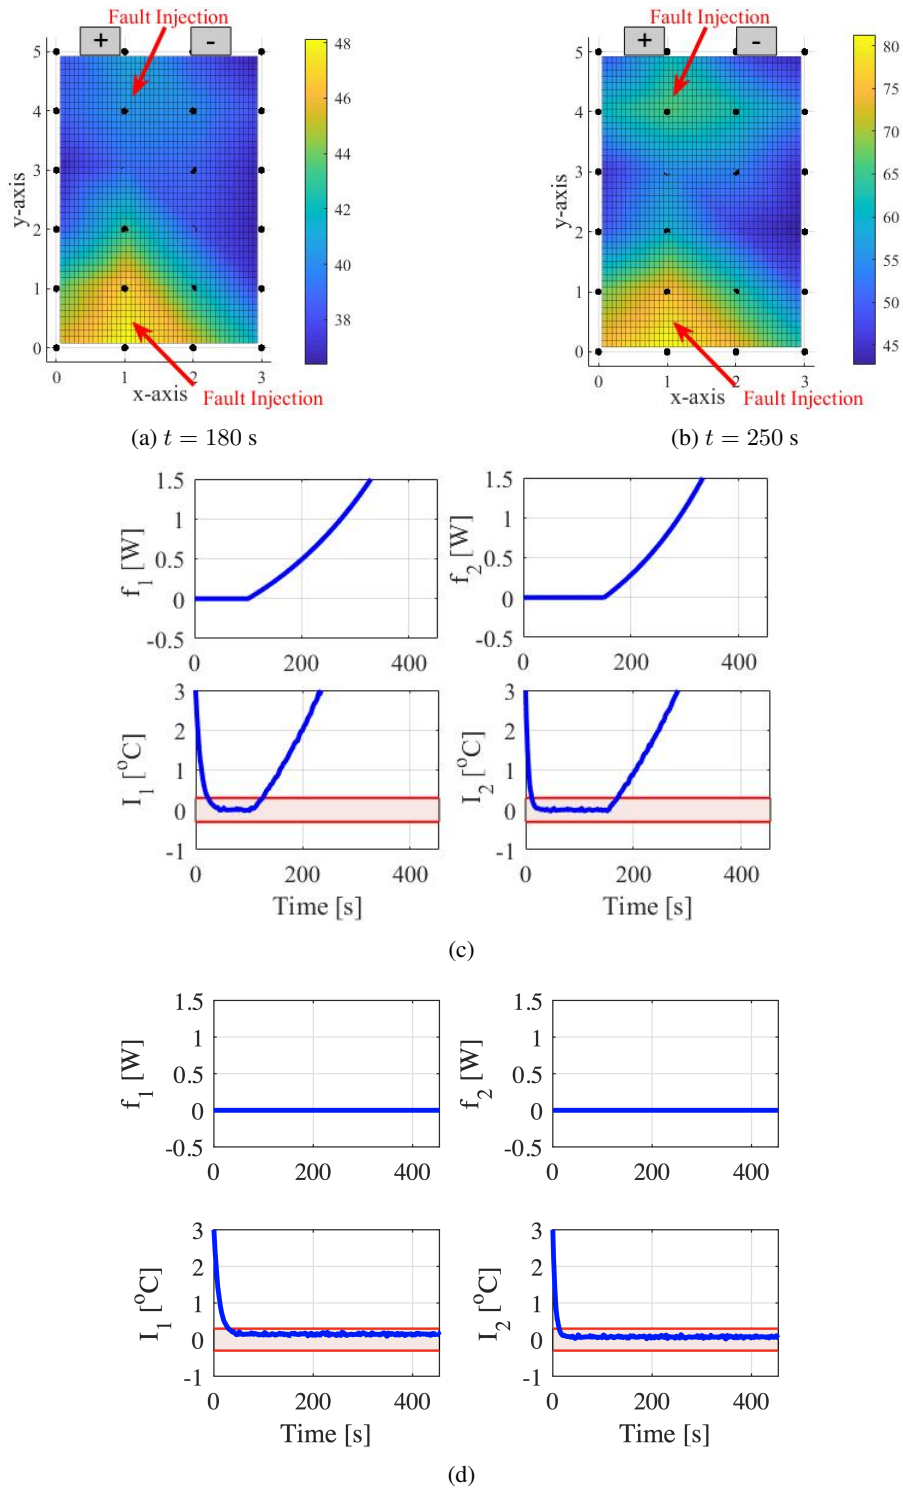 Fault Injection Fault Injection
+ - + -
5 48 5 80
4 46 4 75
3 44 3 70
65
2 42 2 60
1 40 1 55
38 50
0 0 45
0 1 2 3 0 1 2 3
y-axis y-axis
x-axis Fault Injection x-axis Fault Injection
(a) t = 180 s (b) t = 250 s
1.5 1.5
1 1
0.5 0.5
0 0
-0.5 -0.5
f1 [W] f2 [W]
0 200 400 0 200 400
3 3
2 2
1 1
0 0
-1 -1
I1 [oC] I2 [oC]
0 200 400 0 200 400
Time [s] Time [s]
(c)
1.5 1.5
1 1
0.5 0.5
0 0
-0.5 -0.5
f1 [W] f2 [W]
0 200 400 0 200 400
3 3
2 2
1 1
0 0
-1 -1
I1 [oC] I2 [oC]
0 200 400 0 200 400
Time [s] Time [s]
(d)